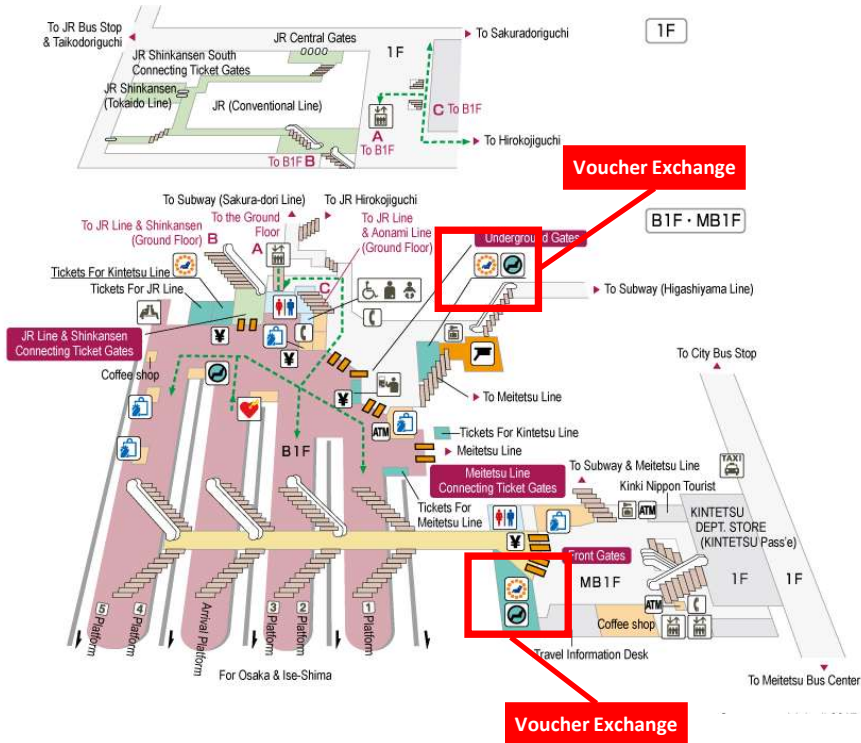 To JR Bus Stop
& Taikodoriguchi
JR Central Gates
1F
To Sakuradoriguchi
1F
JR Shinkansen South
Connecting Ticket Gates
JR Shinkansen
(Tokaido Line)
JR (Conventional Line)
C To B1F
A
To B1F
To Hirokojiguchi
To B1F B
Voucher Exchange
To Subway (Sakura-dori Line)
To JR Hirokojiguchi
To JR Line & Shinkansen
(Ground Floor)
To the Ground
Floor
To JR Line
& Aonami Line
(Ground Floor)
B1F・MB1F
B
A
Underground Gates
Tickets For Kintetsu Line
Tickets For JR Line
C
To Subway (Higashiyama Line)
JR Line & Shinkansen
Connecting Ticket Gates
¥
¥
To City Bus Stop
Coffee shop
To Meitetsu Line
¥
ATM
Tickets For Kintetsu Line
B1F
Meitetsu Line
TAXI
Meitetsu Line
Connecting Ticket Gates
To Subway & Meitetsu Line
Kinki Nippon Tourist
Tickets For
Meitetsu Line
ATM
KINTETSU
DEPT. STORE
(KINTETSU Pass'e)
¥
Front Gates
MB1F
1F
1F
5
Platform
4
Platform
Arrival Platform
3
Platform
2
Platform
1
Platform
ATM
Coffee shop
Travel Information Desk
For Osaka & Ise-Shima
To Meitetsu Bus Center
Voucher Exchange